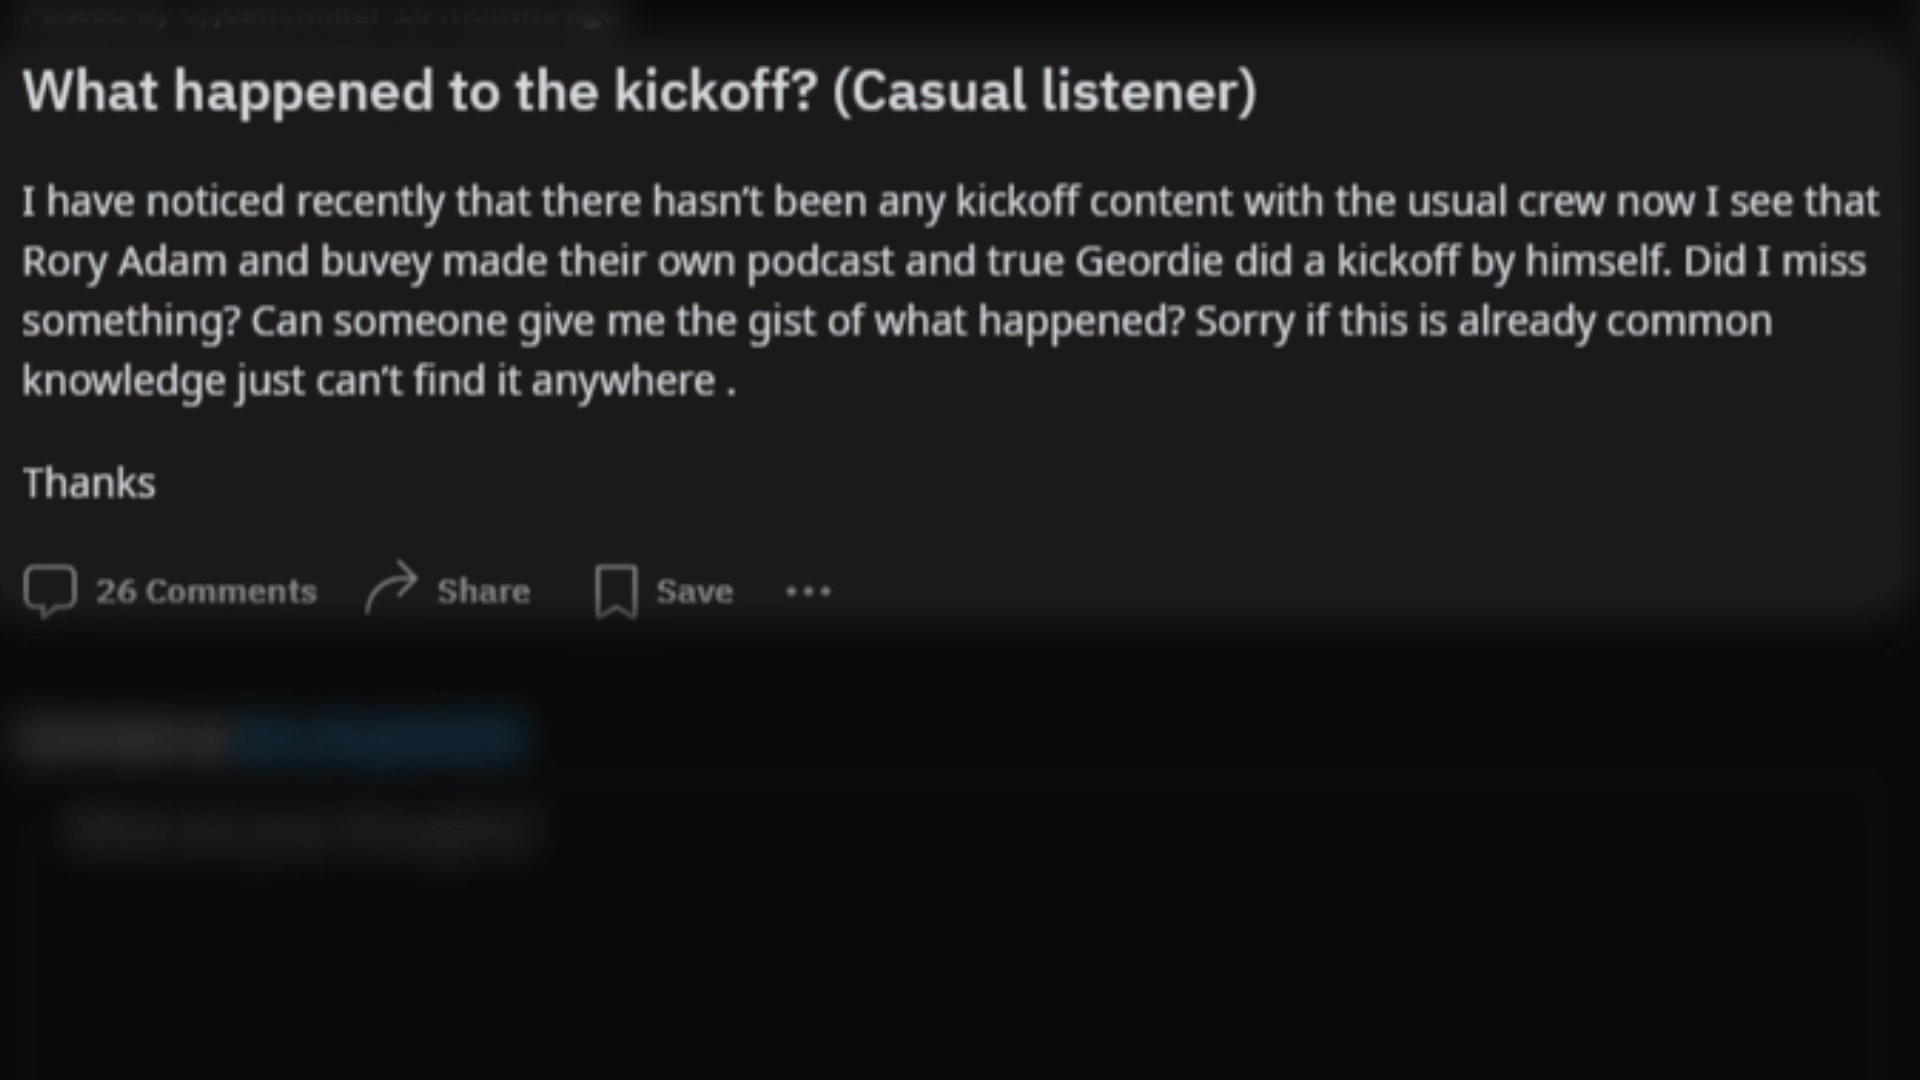 What happened to the kickoff? (Casual listener)
I have noticed recently that there hasn't been any kickoff content with the usual crew now I see that
Rory Adam and buvey made their own podcast and true Geordie did a kickoff by himself. Did I miss
something? Can someone give me the gist of what happened? Sorry if this is already common
knowledge just can't find it anywhere .
Thanks
26 Comments Share Save